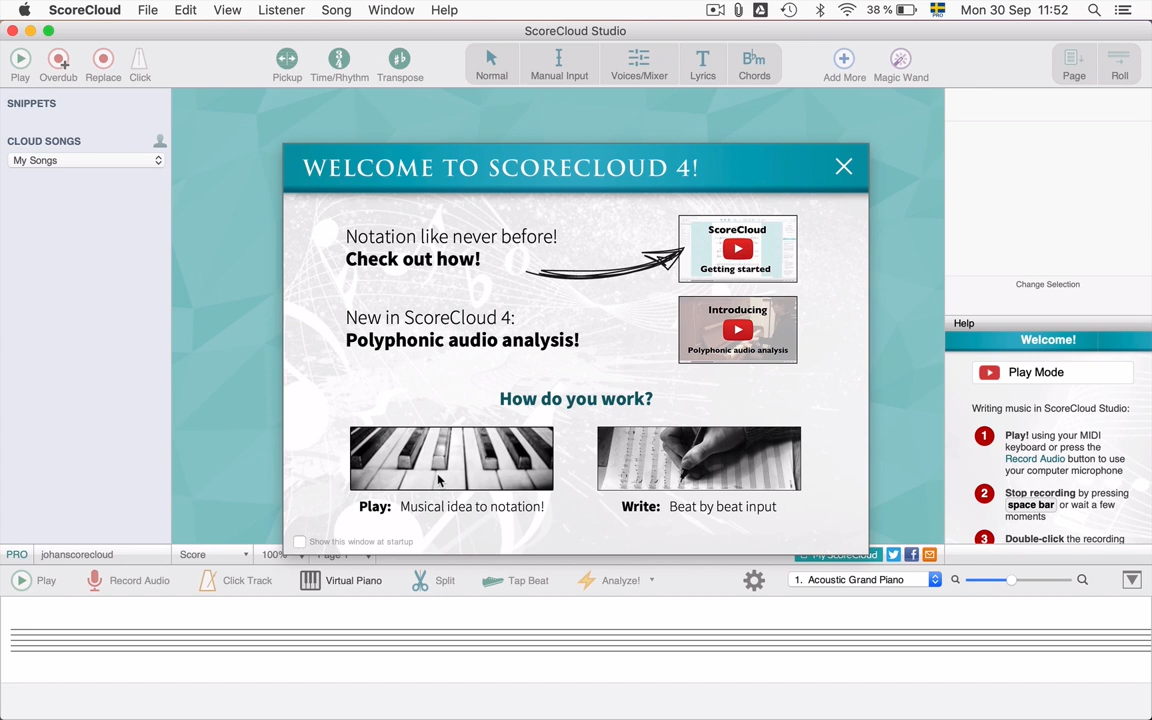 ScoreCloud File Edit View Listener Song Window Help 38 % PRO Mon 30 Sep 11:52
ScoreCloud Studio
Play Overdub Replace Click Pickup Time/Rhythm Transpose Normal Manual Input Voices/Mixer Lyrics Chords Add More Magic Wand Page Roll
SNIPPETS
CLOUD SONGS
My Songs
WELCOME TO SCORECLOUD 4!
Notation like never before!
Check out how!
ScoreCloud
Getting started
New in ScoreCloud 4:
Polyphonic audio analysis!
Introducing
Polyphonic audio analysis
How do you work?
Play: Musical idea to notation!
Write: Beat by beat input
Show this window at startup
Change Selection
Help
Welcome!
Play Mode
Writing music in ScoreCloud Studio:
1 Play! using your MIDI
keyboard or press the
Record Audio button to use
your computer microphone
2 Stop recording by pressing
space bar or wait a few
moments
3 Double-click the recording
PRO johanscorecloud Score 100% Page 1 My ScoreCloud
Play Record Audio Click Track Virtual Piano Split Tap Beat Analyze! 1. Acoustic Grand Piano